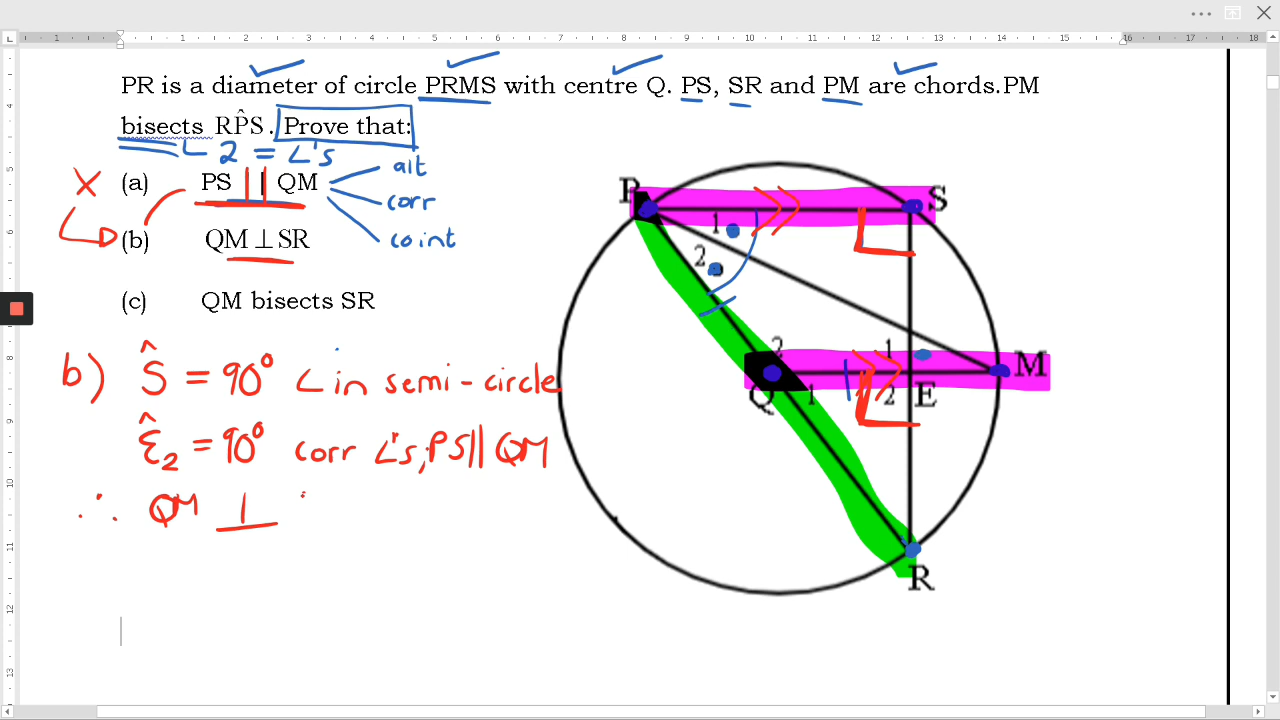 PR is a diameter of circle PRMS with centre Q. PS, SR and PM are chords.PM
bisects RP̂S. Prove that:
∟ 2 = ∠'s
(a) PS || QM
alt
corr
co int
(b) QM ⊥ SR
(c) QM bisects SR
b) Ŝ = 90° ∠ in semi-circle
Ê₂ = 90° corr ∠'s; PS || QM
∴ QM ⊥
P
S
1
2
2
1
M
Q
1
2
E
R